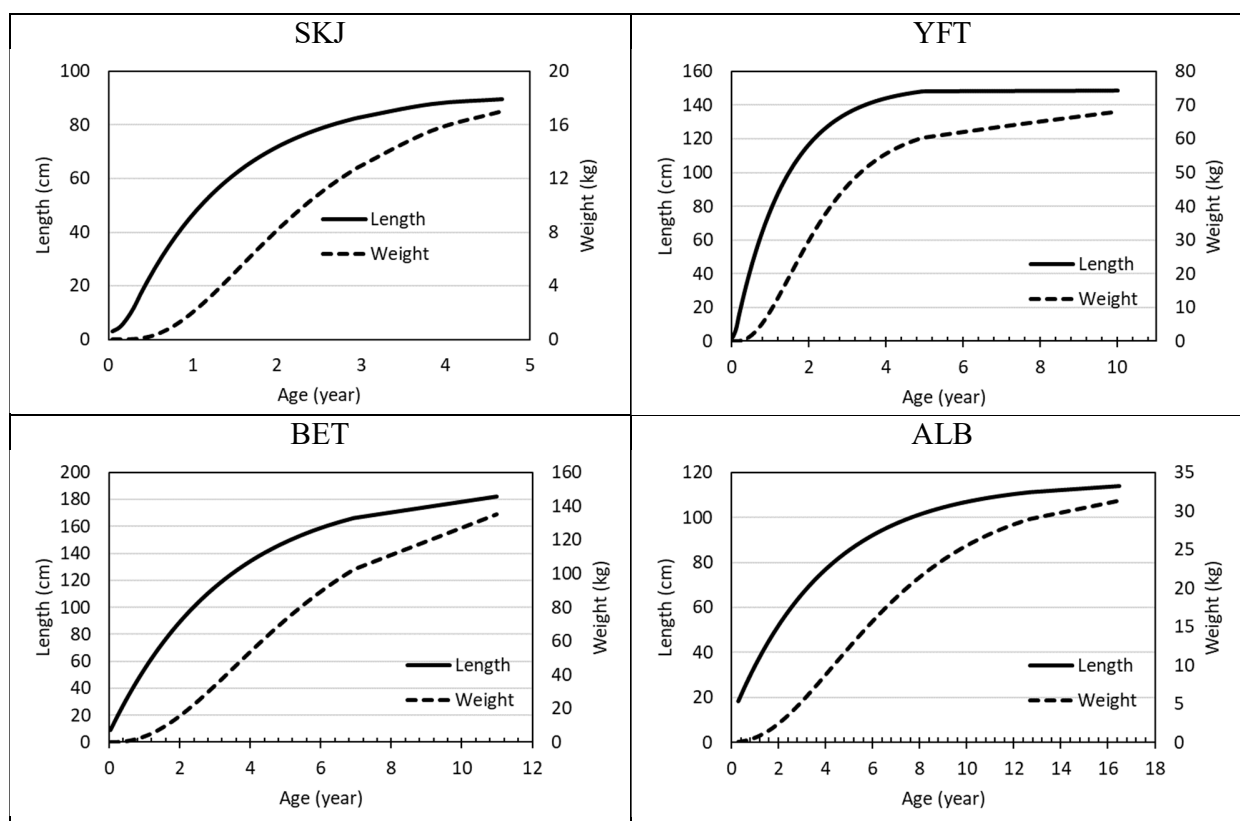 SKJ
100
80
60
40
20
0
Length (cm)
20
16
12
8
4
0
Weight (kg)
Length
Weight
0 1 2 3 4 5
Age (year)
YFT
160
140
120
100
80
60
40
20
0
Length (cm)
80
70
60
50
40
30
20
10
0
Weight (kg)
Length
Weight
0 2 4 6 8 10
Age (year)
BET
200
180
160
140
120
100
80
60
40
20
0
Length (cm)
160
140
120
100
80
60
40
20
0
Weight (kg)
Length
Weight
0 2 4 6 8 10 12
Age (year)
ALB
120
100
80
60
40
20
0
Length (cm)
35
30
25
20
15
10
5
0
Weight (kg)
Length
Weight
0 2 4 6 8 10 12 14 16 18
Age (year)